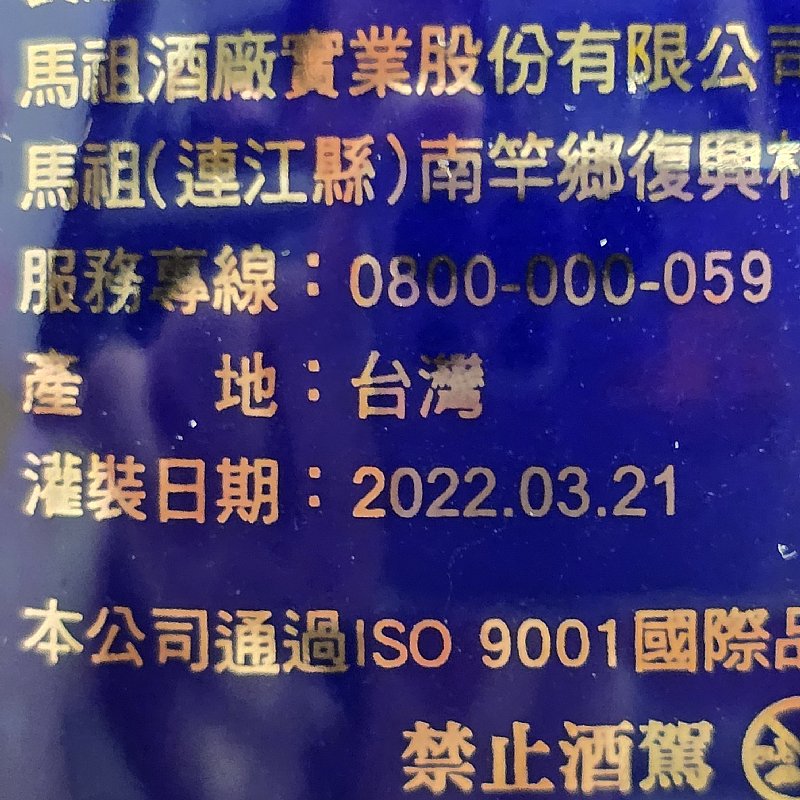 馬祖酒廠實業股份有限公司
馬祖(連江縣)南竿鄉復興村
服務專線：0800-000-059
產　　地：台灣
灌裝日期：2022.03.21
本公司通過ISO 9001國際品
禁止酒駕